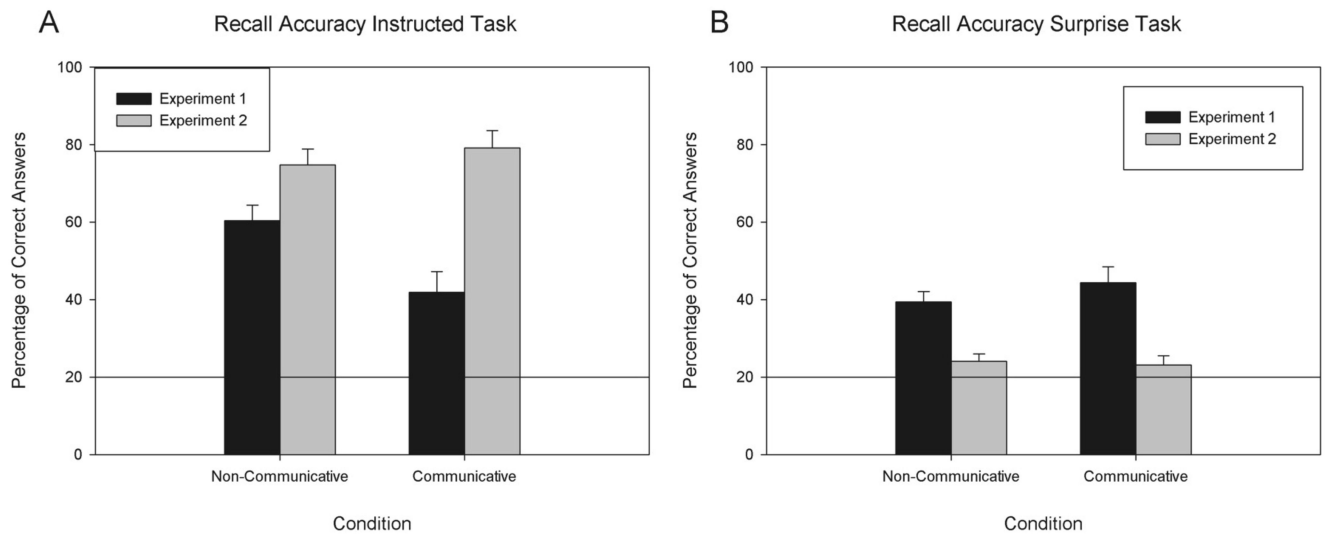 A
Recall Accuracy Instructed Task
Percentage of Correct Answers
100
80
60
40
20
0
Experiment 1
Experiment 2
Non-Communicative
Communicative
Condition
B
Recall Accuracy Surprise Task
Percentage of Correct Answers
100
80
60
40
20
0
Experiment 1
Experiment 2
Non-Communicative
Communicative
Condition